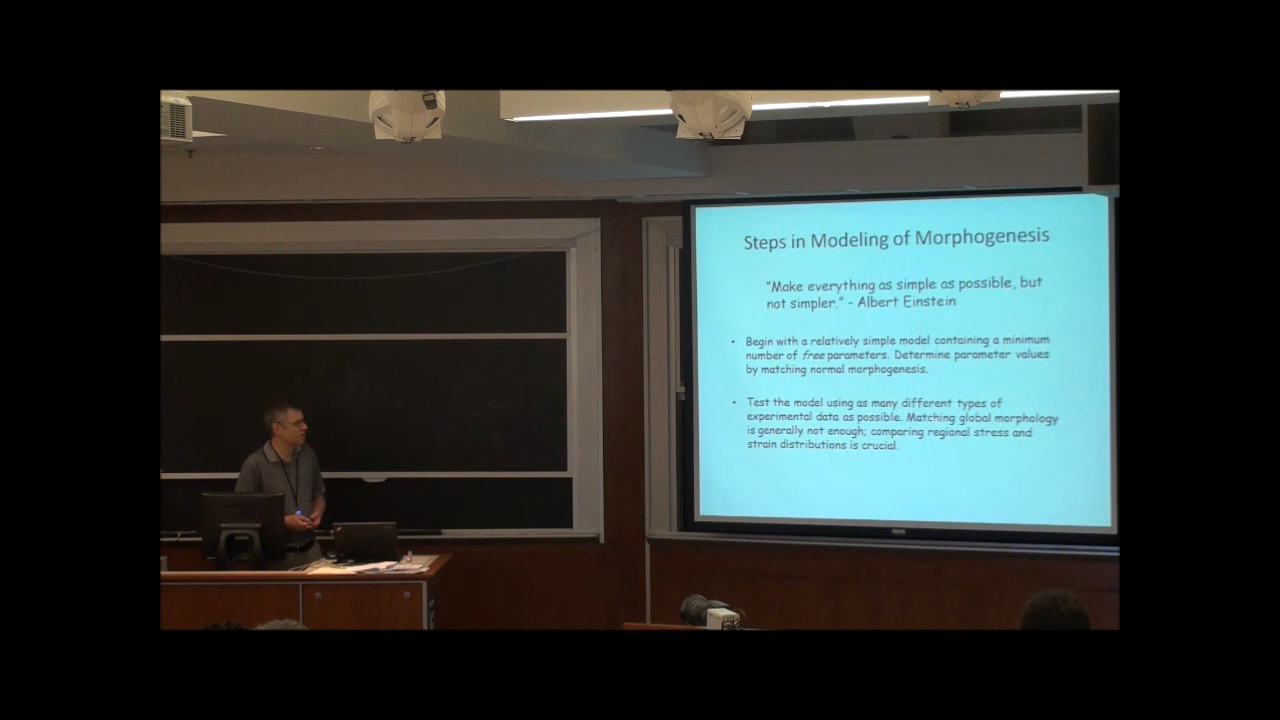 Steps in Modeling of Morphogenesis
"Make everything as simple as possible, but
not simpler." - Albert Einstein
• Begin with a relatively simple model containing a minimum
number of free parameters. Determine parameter values
by matching normal morphogenesis.
• Test the model using as many different types of
experimental data as possible. Matching global morphology
is generally not enough; comparing regional stress and
strain distributions is crucial.